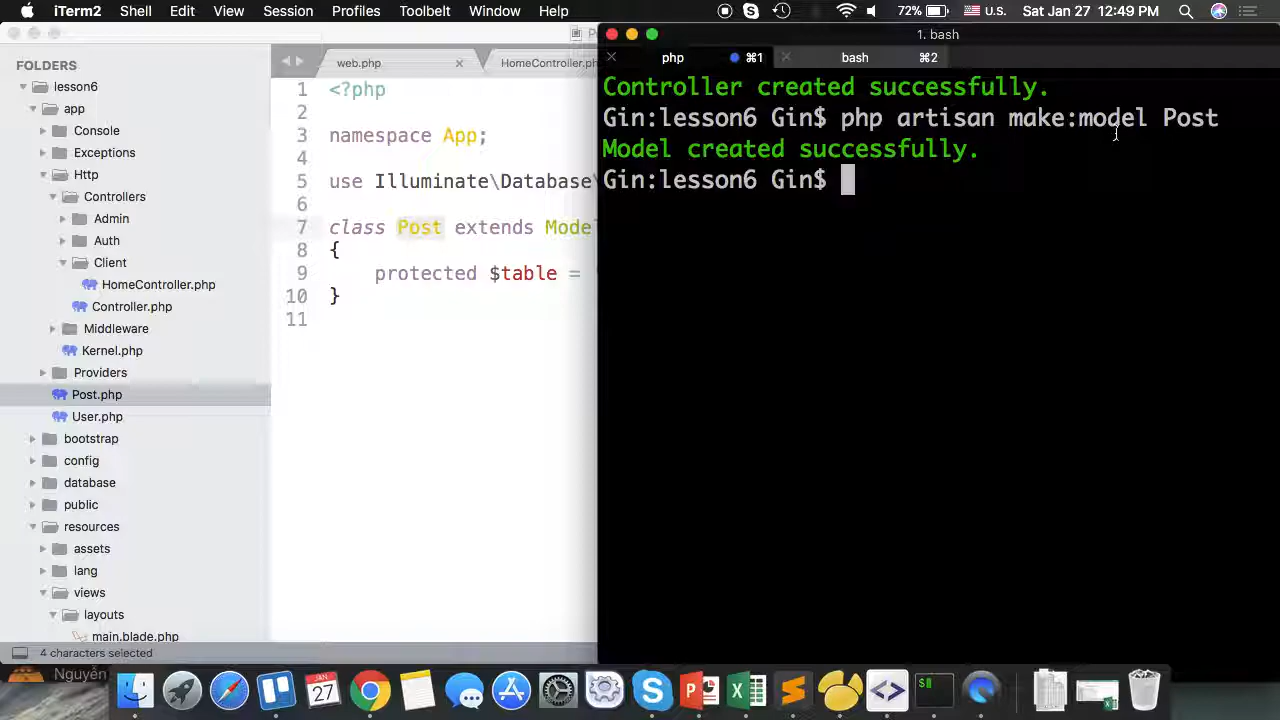 iTerm2 Shell Edit View Session Profiles Toolbelt Window Help 72% U.S. Sat Jan 27 12:49 PM
1. bash
php ⌘1 bash ⌘2
FOLDERS
lesson6
app
Console
Exceptions
Http
Controllers
Admin
Auth
Client
HomeController.php
Controller.php
Middleware
Kernel.php
Providers
Post.php
User.php
bootstrap
config
database
public
resources
assets
lang
views
layouts
main.blade.php
4 characters selected
Nguyễn
web.php HomeController.ph
1 <?php
2
3 namespace App;
4
5 use Illuminate\Database\
6
7 class Post extends Mode
8 {
9 protected $table =
10 }
11
Controller created successfully.
Gin:lesson6 Gin$ php artisan make:model Post
Model created successfully.
Gin:lesson6 Gin$
JAN
27